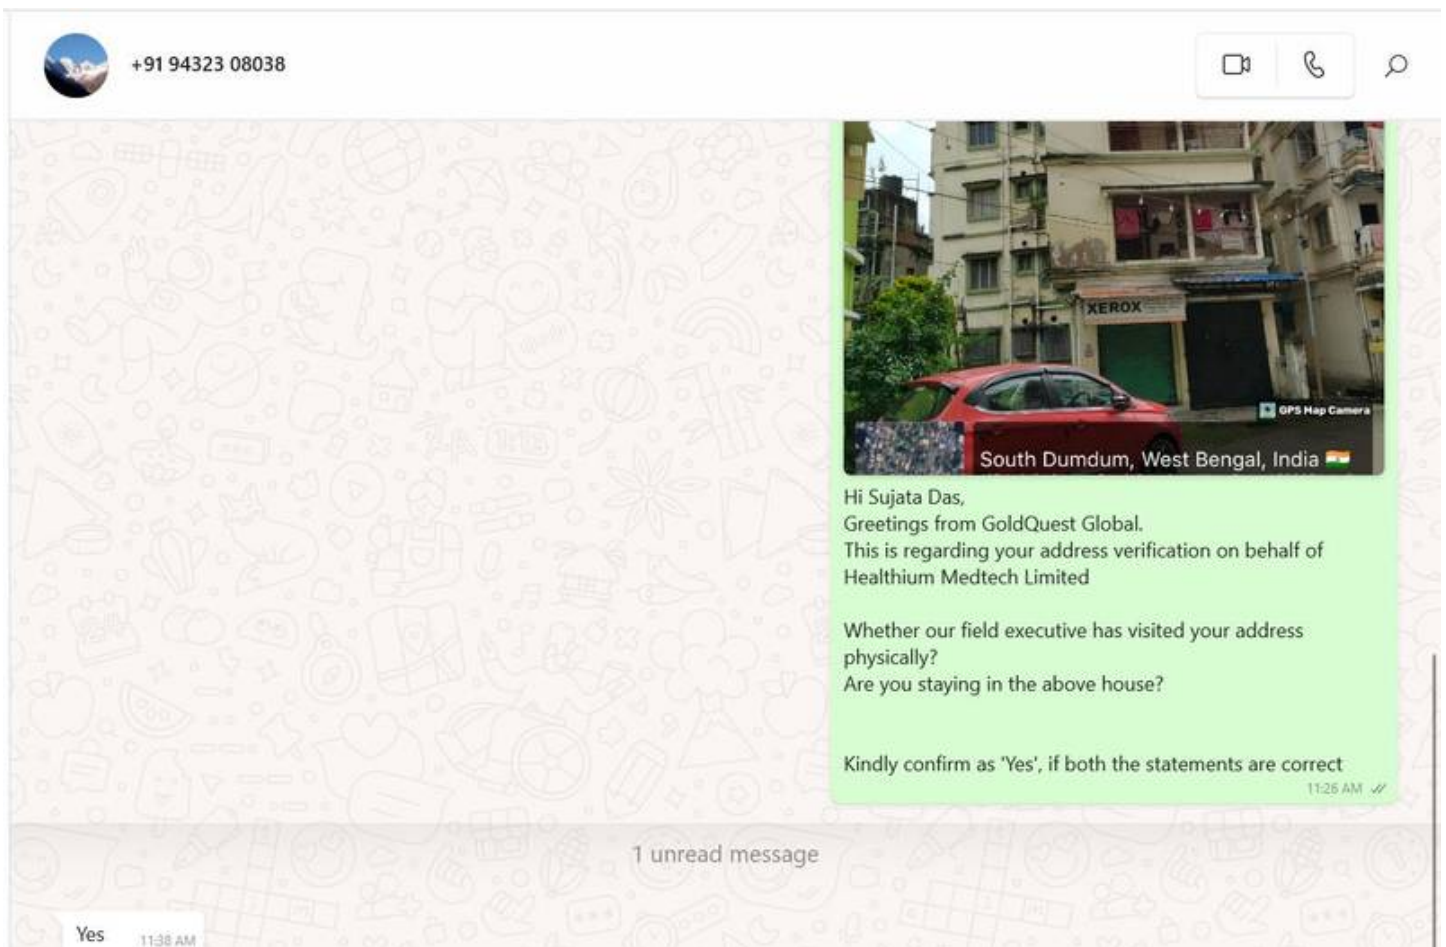 +91 94323 08038
XEROX
GPS Map Camera
South Dumdum, West Bengal, India
Hi Sujata Das,
Greetings from GoldQuest Global.
This is regarding your address verification on behalf of
Healthium Medtech Limited
Whether our field executive has visited your address
physically?
Are you staying in the above house?
Kindly confirm as 'Yes', if both the statements are correct
11:26 AM
1 unread message
Yes
11:38 AM